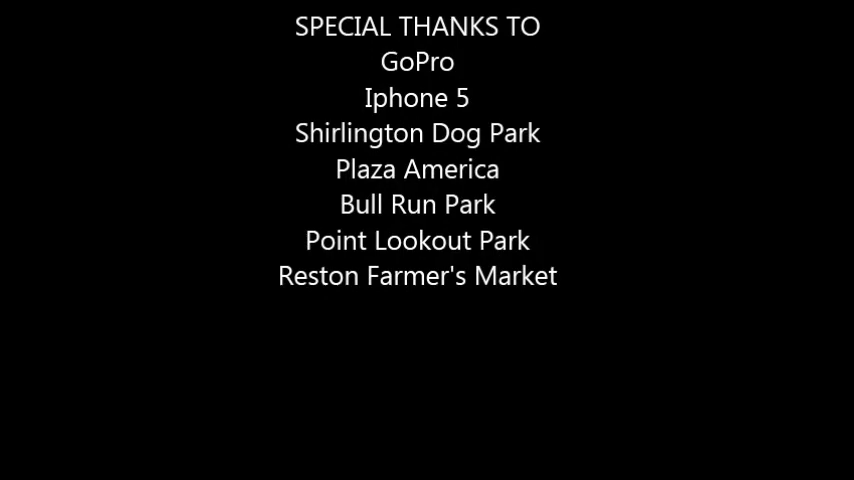 SPECIAL THANKS TO
GoPro
Iphone 5
Shirlington Dog Park
Plaza America
Bull Run Park
Point Lookout Park
Reston Farmer's Market